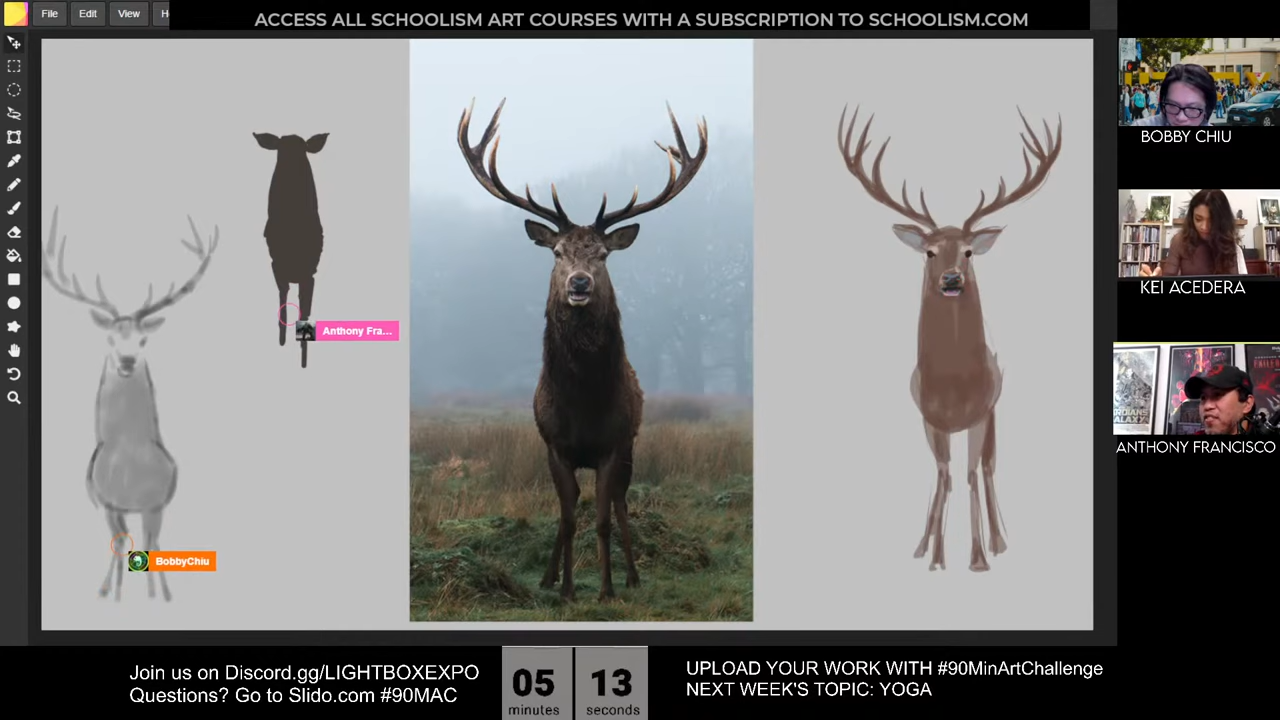 File
Edit
View
H
ACCESS ALL SCHOOLISM ART COURSES WITH A SUBSCRIPTION TO SCHOOLISM.COM
BOBBY CHIU
KEI ACEDERA
Anthony Fra...
GUARDIANS
GALAXY
ANTHONY FRANCISCO
BobbyChiu
Join us on Discord.gg/LIGHTBOXEXPO
Questions? Go to Slido.com #90MAC
05
minutes
13
seconds
UPLOAD YOUR WORK WITH #90MinArtChallenge
NEXT WEEK'S TOPIC: YOGA